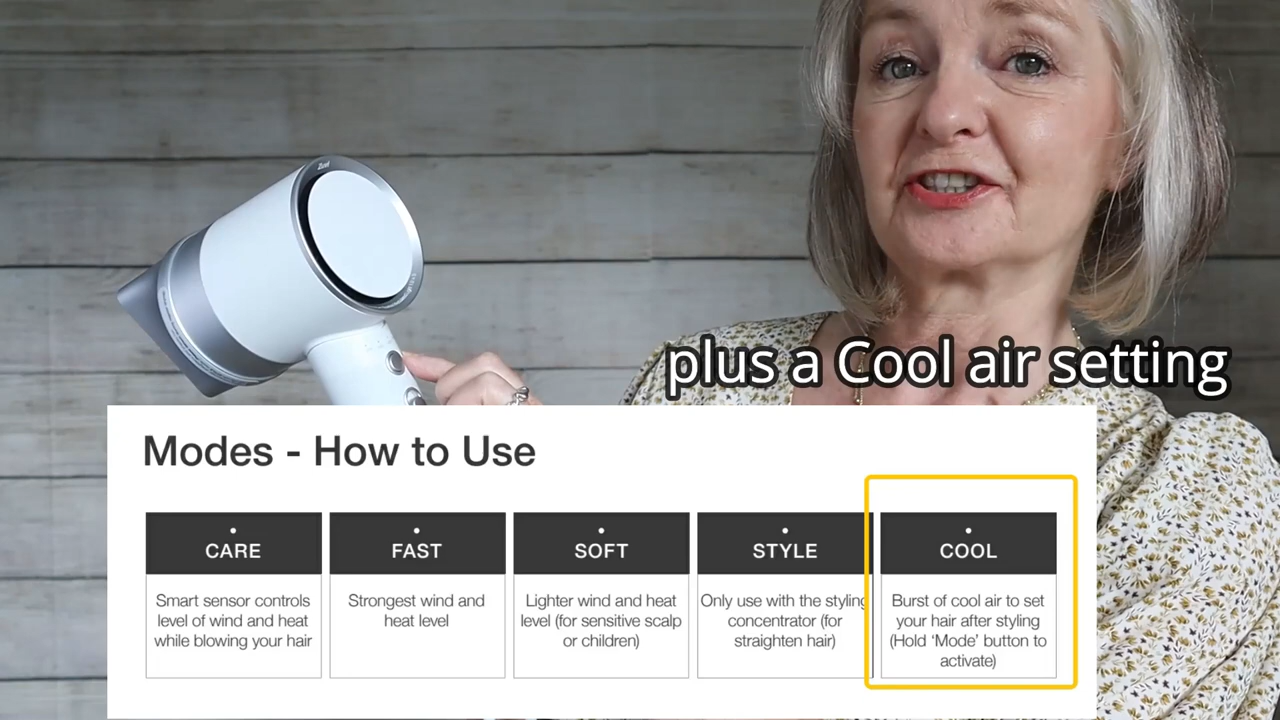 Zuvi
plus a Cool air setting
Modes - How to Use
CARE
Smart sensor controls
level of wind and heat
while blowing your hair
FAST
Strongest wind and
heat level
SOFT
Lighter wind and heat
level (for sensitive scalp
or children)
STYLE
Only use with the styling
concentrator (for
straighten hair)
COOL
Burst of cool air to set
your hair after styling
(Hold ‘Mode’ button to
activate)